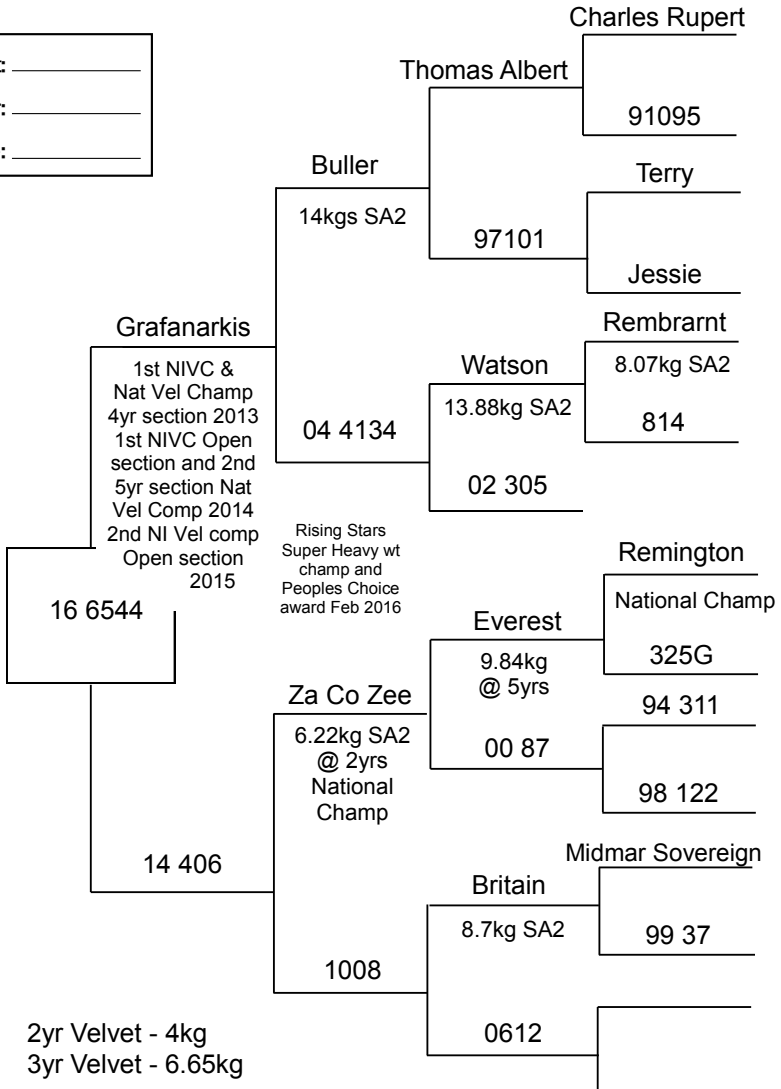 Charles Rupert
Thomas Albert
91095
Buller
Terry
14kgs SA2
97101
Jessie
Grafanarkis
Rembrarnt
1st NIVC &
Nat Vel Champ
4yr section 2013
1st NIVC Open
section and 2nd
5yr section Nat
Vel Comp 2014
2nd NI Vel comp
Open section
2015
Watson
8.07kg SA2
13.88kg SA2
814
04 4134
02 305
Rising Stars
Super Heavy wt
champ and
Peoples Choice
award Feb 2016
16 6544
Remington
National Champ
Everest
325G
9.84kg
@ 5yrs
Za Co Zee
94 311
6.22kg SA2
@ 2yrs
National
Champ
00 87
98 122
14 406
Midmar Sovereign
Britain
8.7kg SA2
99 37
1008
0612
2yr Velvet - 4kg
3yr Velvet - 6.65kg